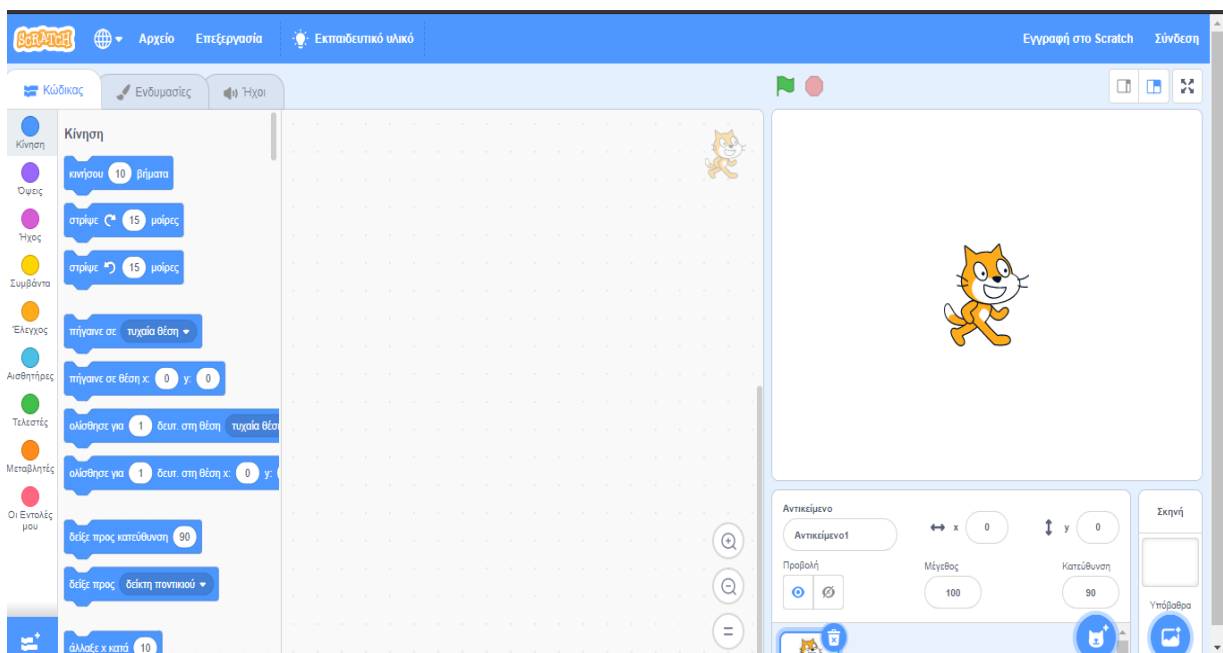 SCRATCH Αρχείο Επεξεργασία Εκπαιδευτικό υλικό Εγγραφή στο Scratch Σύνδεση
Κώδικας Ενδυμασίες Ήχοι
Κίνηση
Όψεις
Ήχος
Συμβάντα
Έλεγχος
Αισθητήρες
Τελεστές
Μεταβλητές
Οι Εντολές
μου
Κίνηση
κινήσου 10 βήματα
στρίψε 15 μοίρες
στρίψε 15 μοίρες
πήγαινε σε τυχαία θέση
πήγαινε σε θέση x: 0 y: 0
ολίσθησε για 1 δευτ. στη θέση τυχαία θέσ
ολίσθησε για 1 δευτ. στη θέση x: 0 y:
δείξε προς κατεύθυνση 90
δείξε προς δείκτη ποντικιού
άλλαξε x κατά 10
Αντικείμενο
Αντικείμενο1 x 0 y 0
Προβολή Μέγεθος Κατεύθυνση
100 90
Σκηνή
Υπόβαθρα